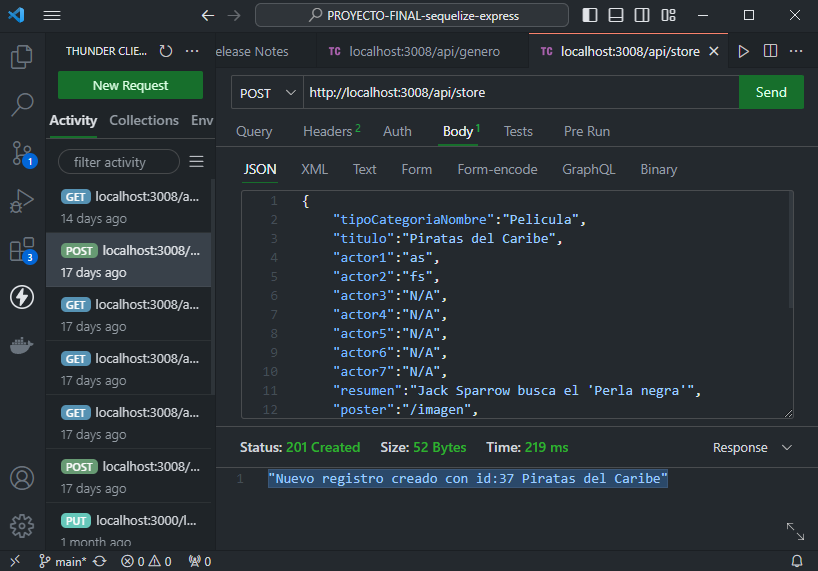 PROYECTO-FINAL-sequelize-express
THUNDER CLIE...
elease Notes
TC localhost:3008/api/genero
TC localhost:3008/api/store
New Request
POST http://localhost:3008/api/store Send
Activity Collections Env
Query Headers 2 Auth Body 1 Tests Pre Run
filter activity
JSON XML Text Form Form-encode GraphQL Binary
GET localhost:3008/a...
14 days ago
POST localhost:3008/...
17 days ago
GET localhost:3008/a...
17 days ago
GET localhost:3008/a...
17 days ago
GET localhost:3008/a...
17 days ago
POST localhost:3008/...
17 days ago
PUT localhost:3000/l...
1 month ago
1
3
1 {
2 "tipoCategoriaNombre":"Pelicula",
3 "titulo":"Piratas del Caribe",
4 "actor1":"as",
5 "actor2":"fs",
6 "actor3":"N/A",
7 "actor4":"N/A",
8 "actor5":"N/A",
9 "actor6":"N/A",
10 "actor7":"N/A",
11 "resumen":"Jack Sparrow busca el 'Perla negra'",
12 "poster":"/imagen",
Status: 201 Created Size: 52 Bytes Time: 219 ms Response
1 "Nuevo registro creado con id:37 Piratas del Caribe"
main* 0 0 0